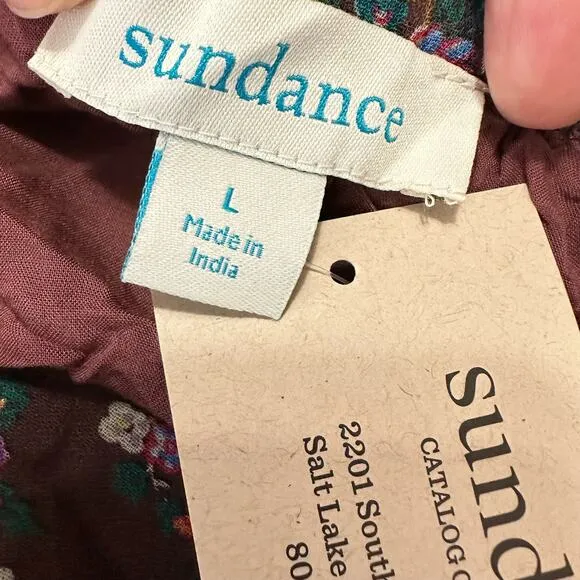 sundance
L
Made in
India
sund
CATALOG C
2201 South
Salt Lake
80